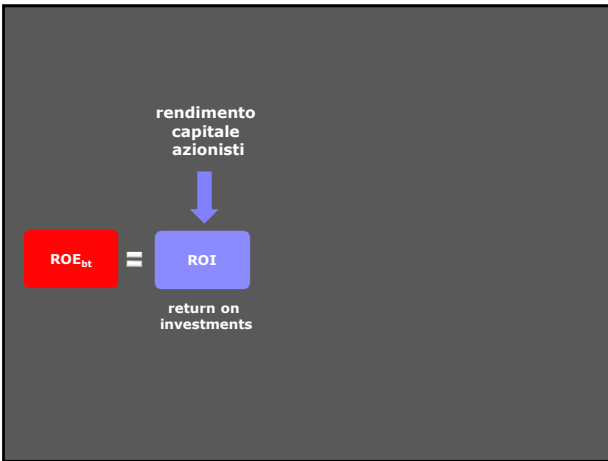 rendimento
capitale
azionisti
ROEbt = ROI
return on
investments